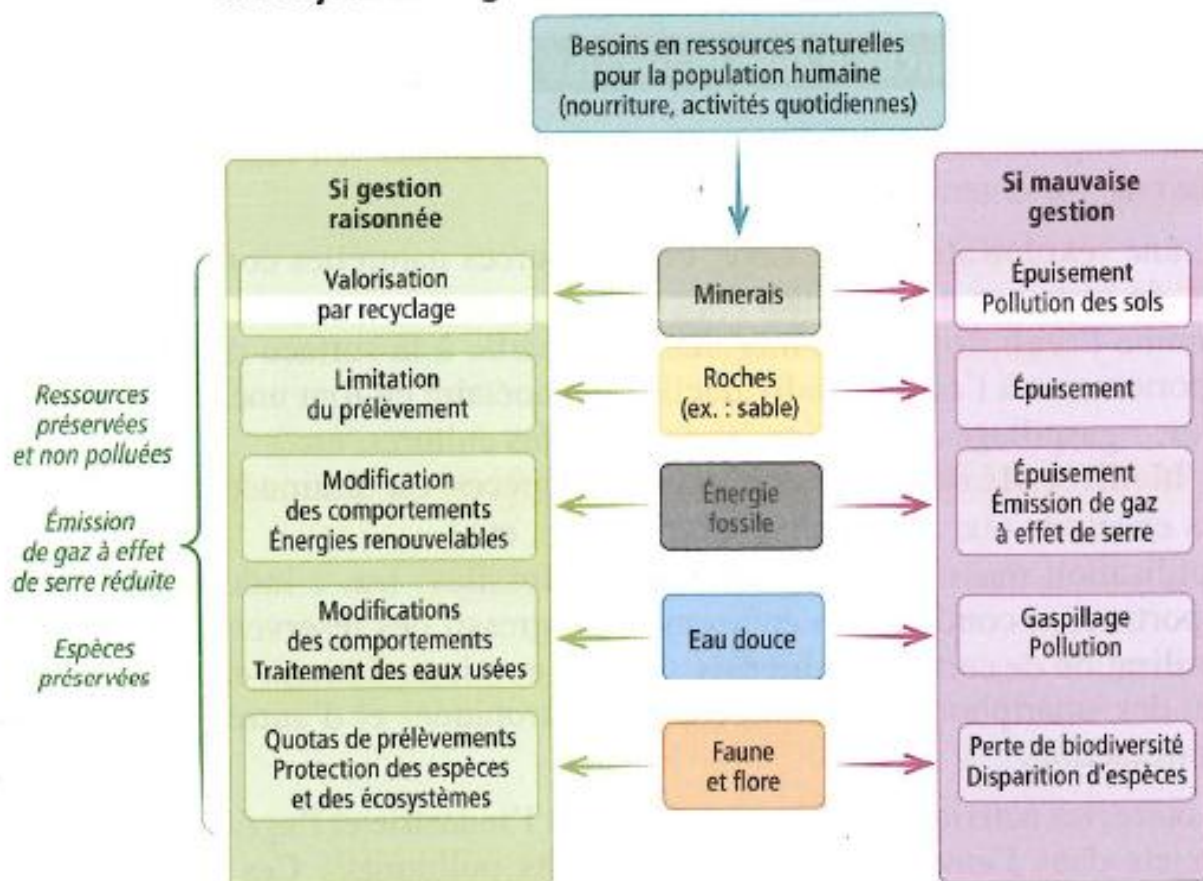 Besoins en ressources naturelles
pour la population humaine
(nourriture, activités quotidiennes)
Si gestion
raisonnée
Si mauvaise
gestion
Valorisation
par recyclage
Minerais
Épuisement
Pollution des sols
Limitation
du prélèvement
Roches
(ex. : sable)
Épuisement
Modification
des comportements
Énergies renouvelables
Énergie
fossile
Épuisement
Émission de gaz
à effet de serre
Modifications
des comportements
Traitement des eaux usées
Eau douce
Gaspillage
Pollution
Quotas de prélèvements
Protection des espèces
et des écosystèmes
Faune
et flore
Perte de biodiversité
Disparition d'espèces
Ressources
préservées
et non polluées
Émission
de gaz à effet
de serre réduite
Espèces
préservées